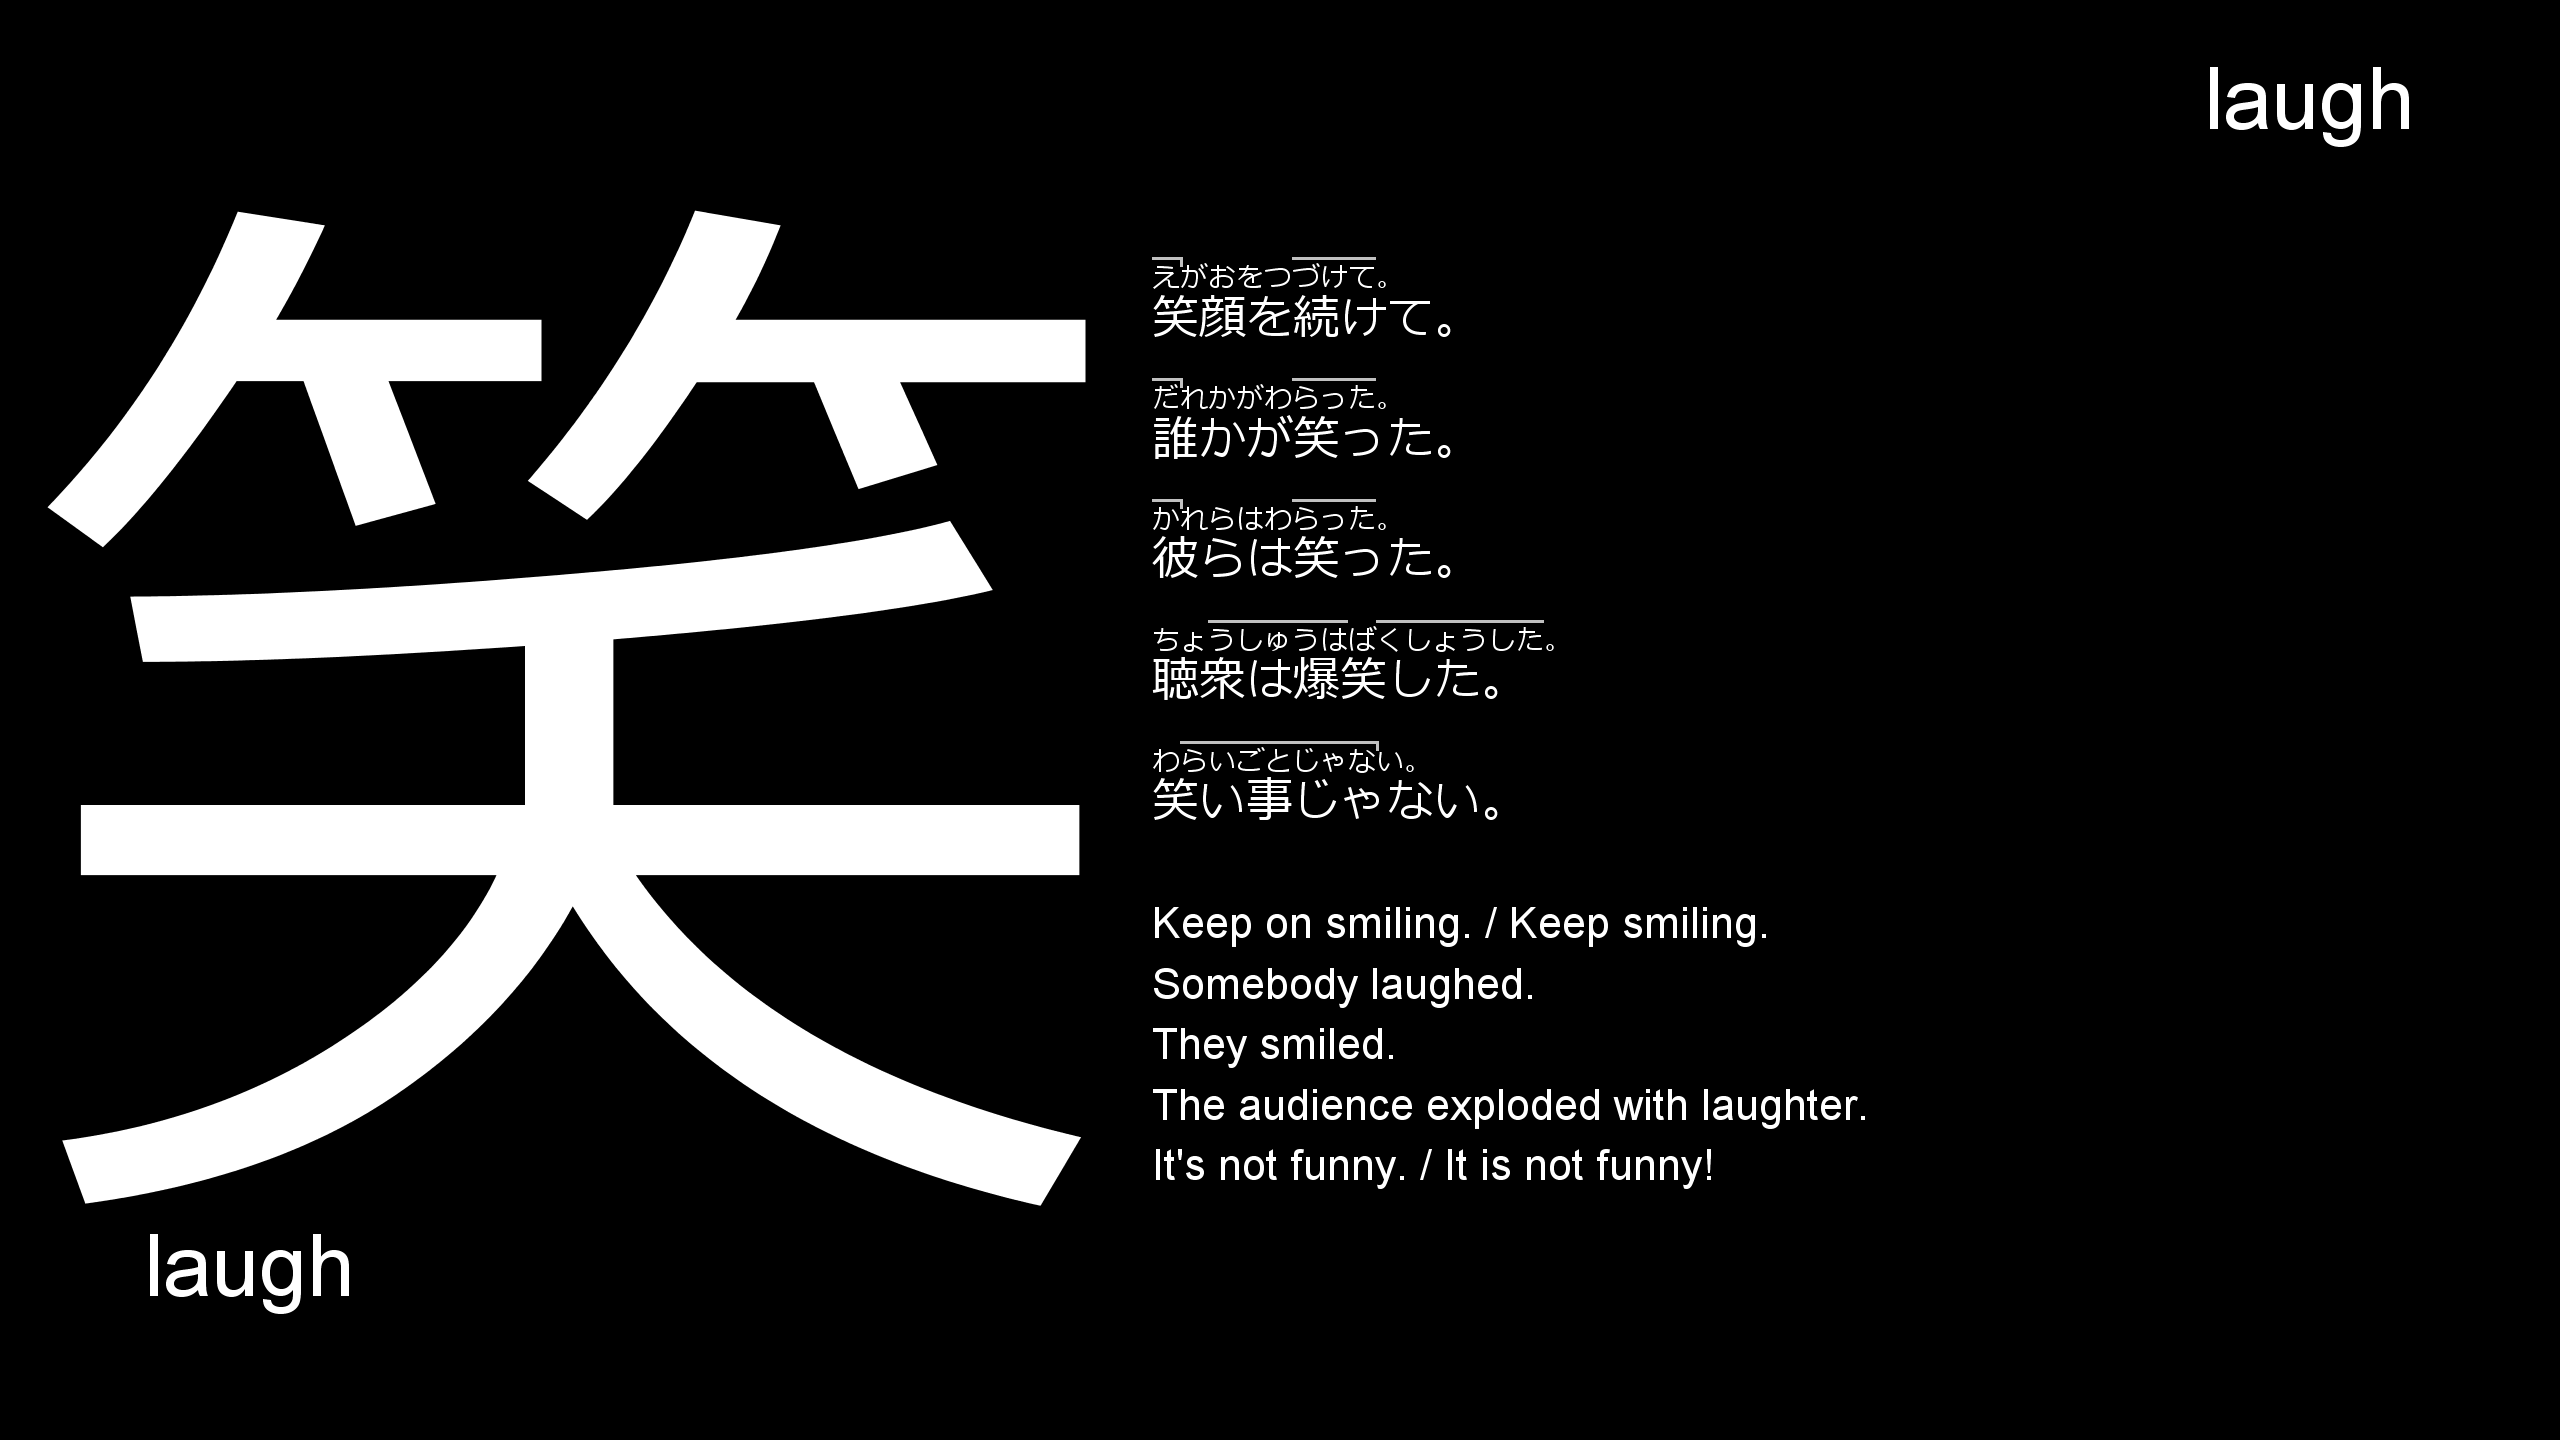 laugh
笑
えがおをつづけて。
笑顔を続けて。
だれかがわらった。
誰かが笑った。
かれらはわらった。
彼らは笑った。
ちょうしゅうはばくしょうした。
聴衆は爆笑した。
わらいごとじゃない。
笑い事じゃない。
Keep on smiling. / Keep smiling.
Somebody laughed.
They smiled.
The audience exploded with laughter.
It's not funny. / It is not funny!
laugh